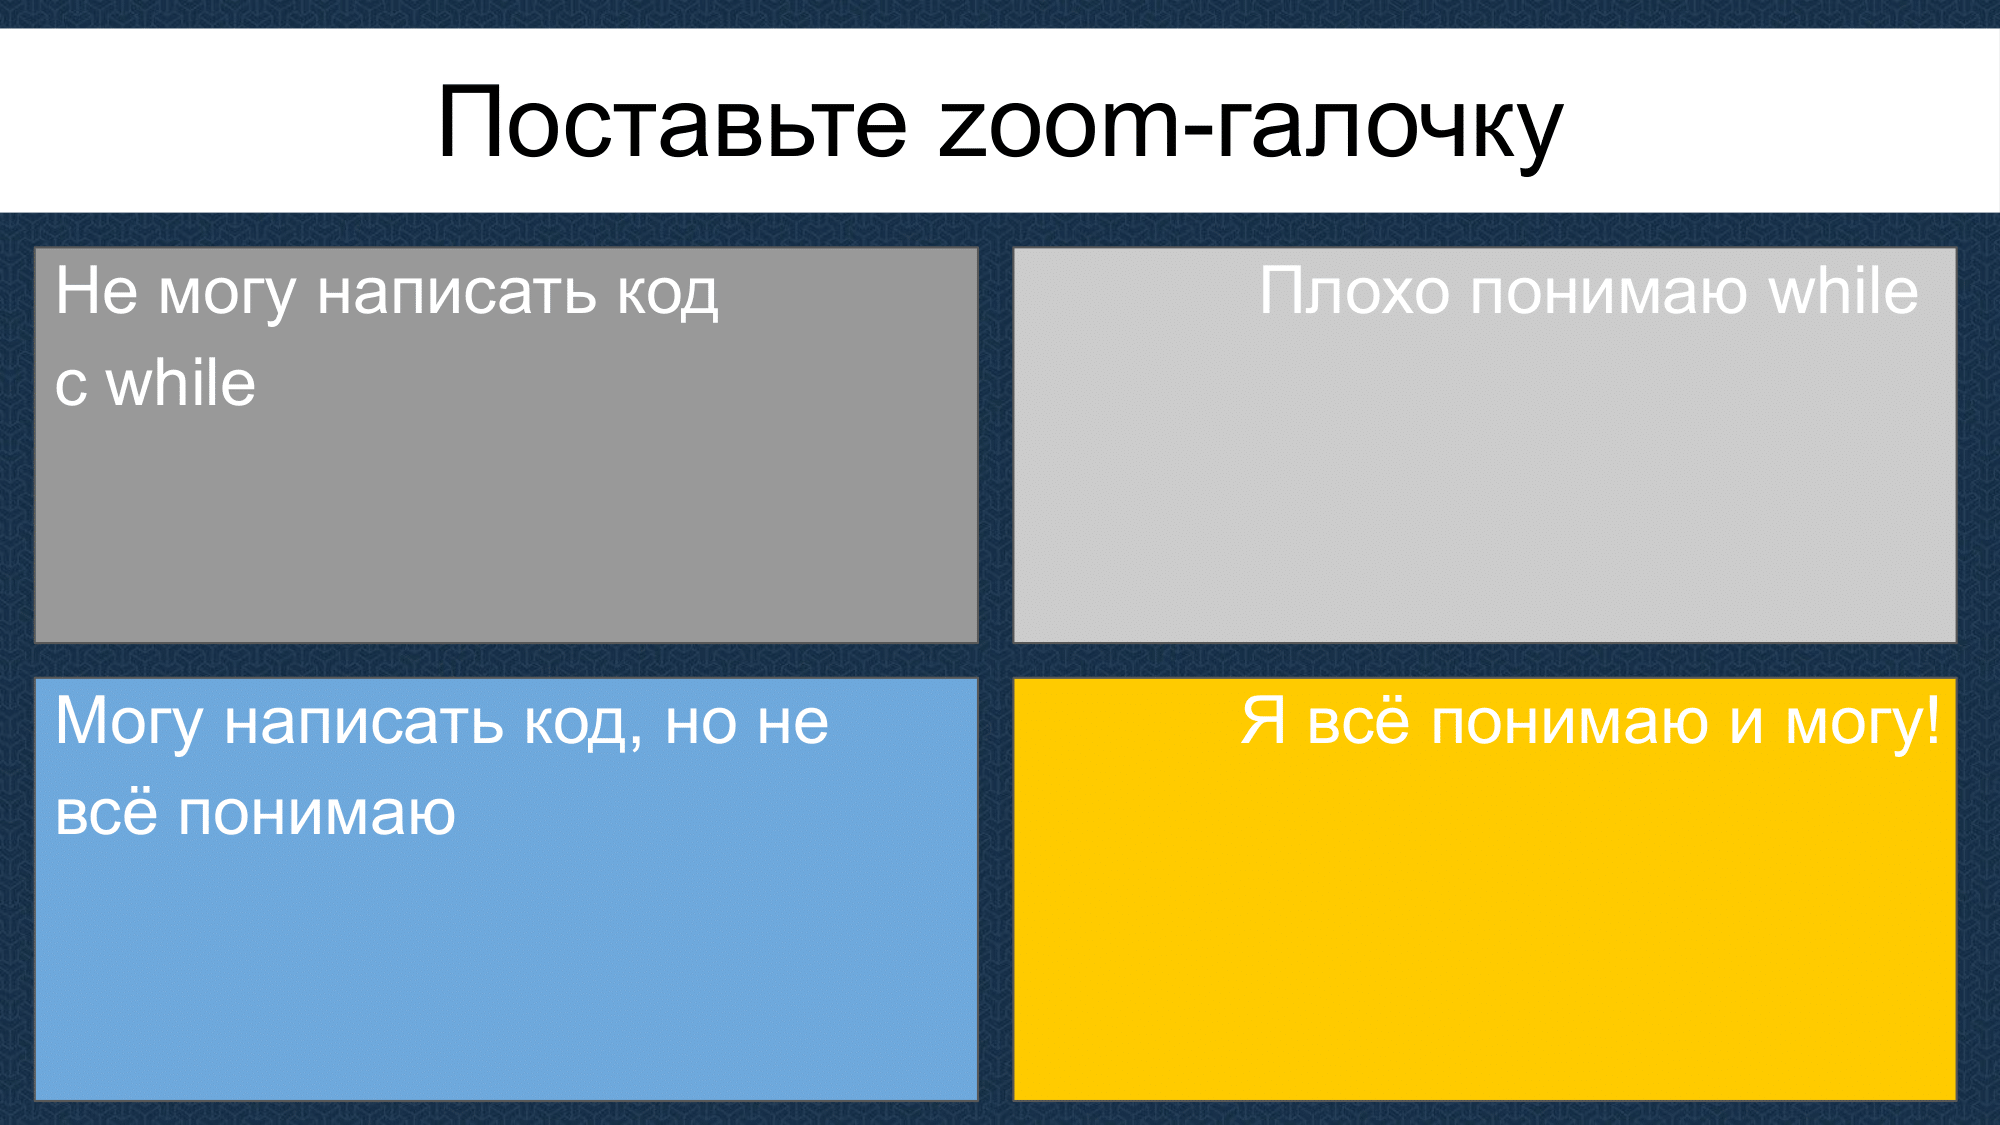 Поставьте zoom-галочку
Не могу написать код
с while
Плохо понимаю while
Могу написать код, но не
всё понимаю
Я всё понимаю и могу!